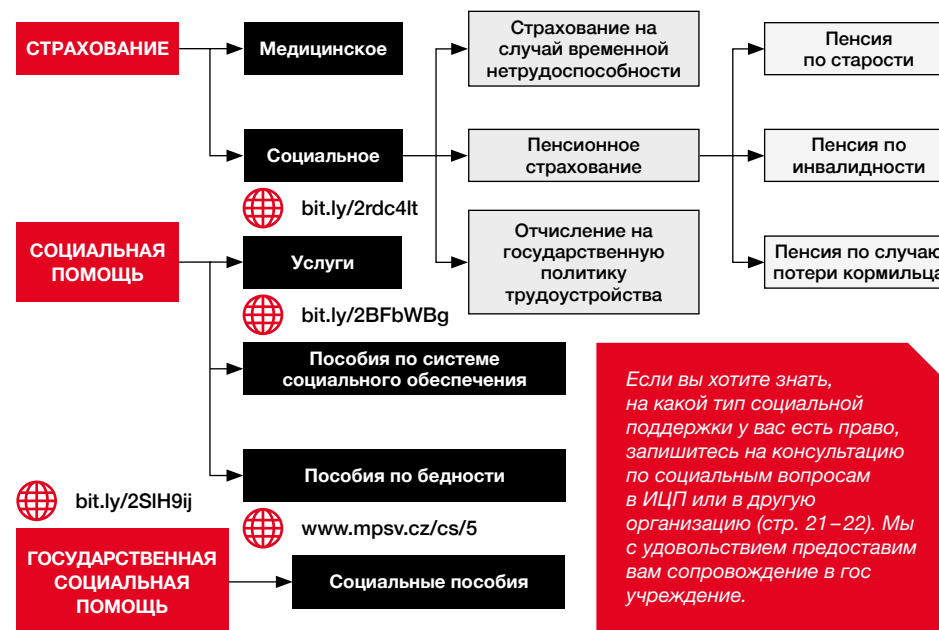 СТРАХОВАНИЕ
Медицинское
Страхование на
случай временной
нетрудоспособности
Пенсия
по старости
Социальное
Пенсионное
страхование
Пенсия по
инвалидности
bit.ly/2rdc4lt
СОЦИАЛЬНАЯ
ПОМОЩЬ
Услуги
Отчисление на
государственную
политику
трудоустройства
Пенсия по случаю
потери кормильца
bit.ly/2BFbWBg
Пособия по системе
социального обеспечения
Если вы хотите знать,
на какой тип социальной
поддержки у вас есть право,
запишитесь на консультацию
по социальным вопросам
в ИЦП или в другую
организацию (стр. 21–22). Мы
с удовольствием предоставим
вам сопровождение в гос
учреждение.
Пособия по бедности
bit.ly/2SlH9ij
www.mpsv.cz/cs/5
ГОСУДАРСТВЕННАЯ
СОЦИАЛЬНАЯ
ПОМОЩЬ
Социальные пособия